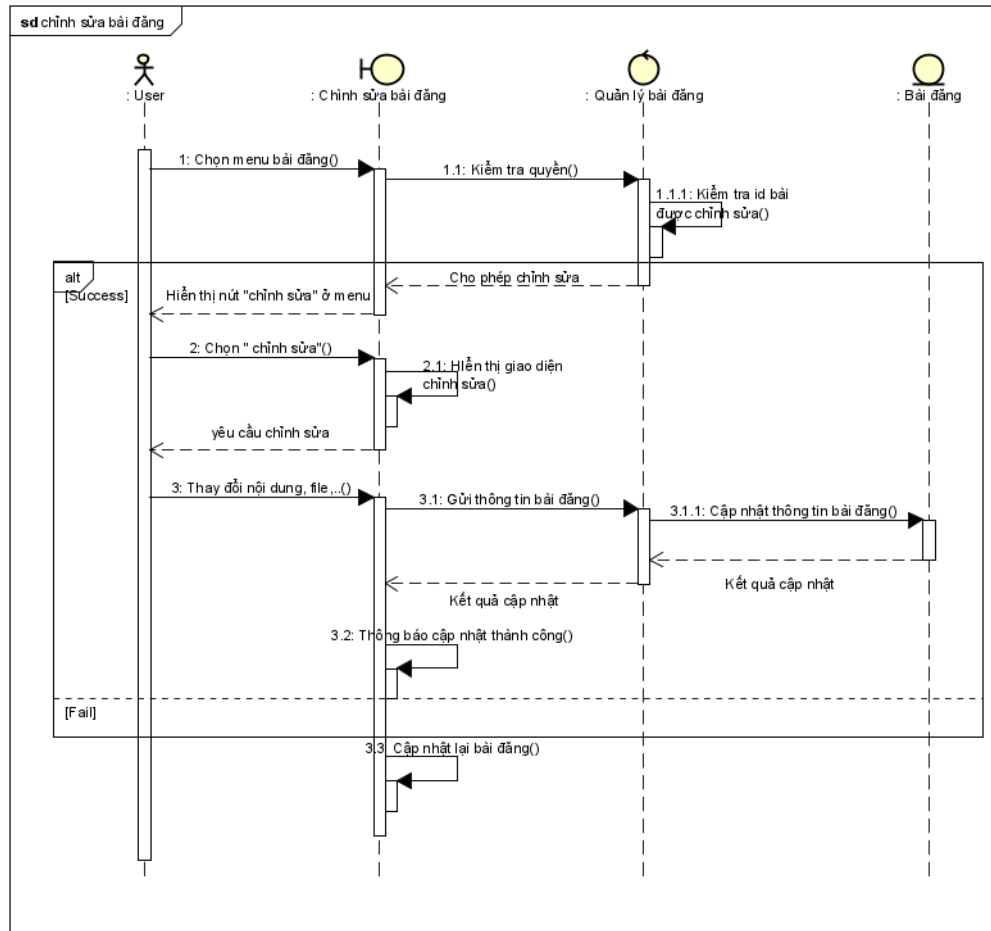 sd chỉnh sửa bài đăng
: User
: Chỉnh sửa bài đăng
: Quản lý bài đăng
: Bài đăng
1: Chọn menu bài đăng()
1.1: Kiểm tra quyền()
1.1.1: Kiểm tra id bài
được chỉnh sửa()
alt
[Success]
Cho phép chỉnh sửa
Hiển thị nút "chỉnh sửa" ở menu
2: Chọn " chỉnh sửa"()
2.1: HIển thị giao diện
chỉnh sửa()
yêu cầu chỉnh sửa
3: Thay đổi nội dung, file,..()
3.1: Gửi thông tin bài đăng()
3.1.1: Cập nhật thông tin bài đăng()
Kết quả cập nhật
Kết quả cập nhật
3.2: Thông báo cập nhật thành công()
[Fail]
3.3: Cập nhật lại bài đăng()